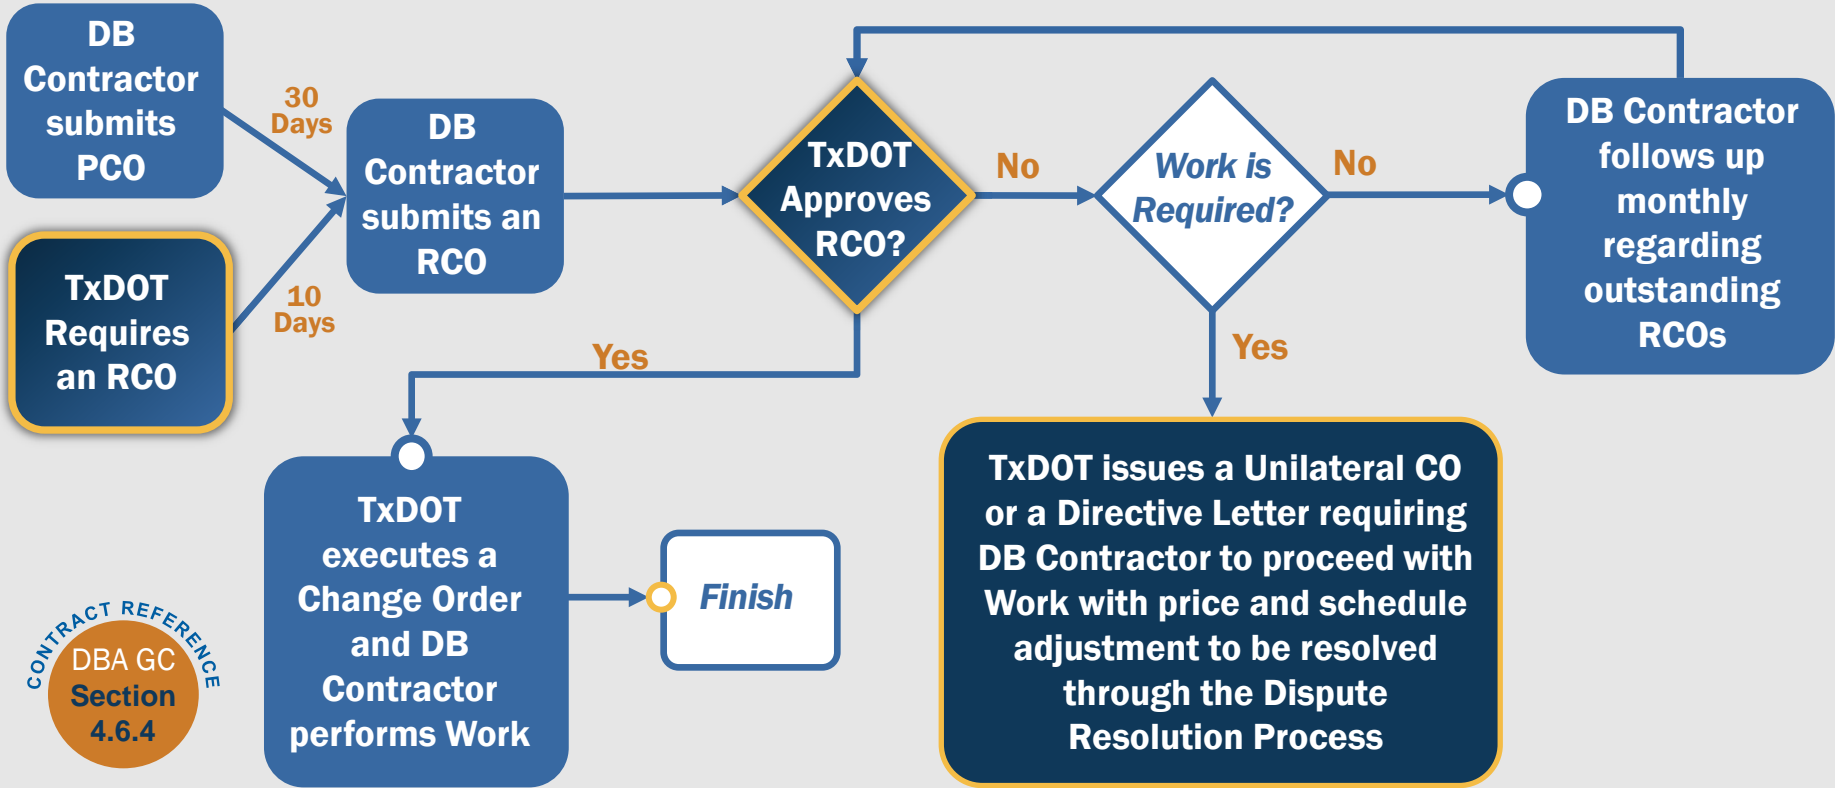 DB
Contractor
submits
PCO
30
Days
TxDOT
Requires
an RCO
10
Days
DB
Contractor
submits an
RCO
TxDOT
Approves
RCO?
No
Work is
Required?
No
DB Contractor
follows up
monthly
regarding
outstanding
RCOs
Yes
Yes
TxDOT
executes a
Change Order
and DB
Contractor
performs Work
Finish
TxDOT issues a Unilateral CO
or a Directive Letter requiring
DB Contractor to proceed with
Work with price and schedule
adjustment to be resolved
through the Dispute
Resolution Process
CONTRACT REFERENCE
DBA GC
Section
4.6.4